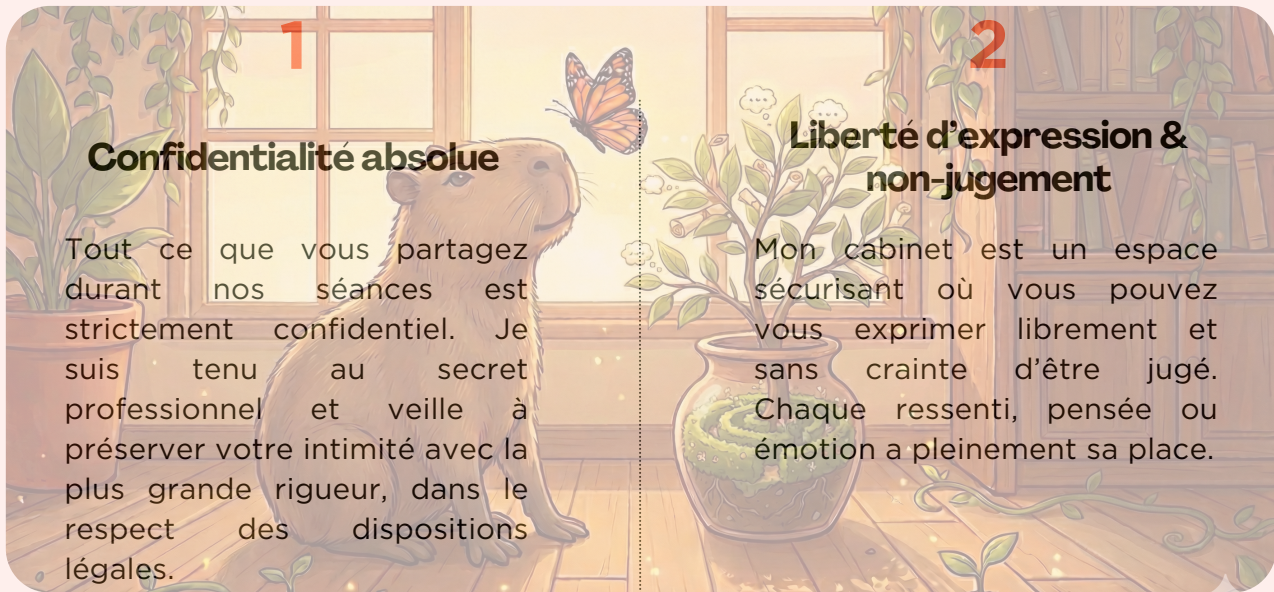 1
Confidentialité absolue
Tout ce que vous partagez
durant nos séances est
strictement confidentiel. Je
suis tenu au secret
professionnel et veille à
préserver votre intimité avec la
plus grande rigueur, dans le
respect des dispositions
légales.
2
Liberté d’expression &
non-jugement
Mon cabinet est un espace
sécurisant où vous pouvez
vous exprimer librement et
sans crainte d’être jugé.
Chaque ressenti, pensée ou
émotion a pleinement sa place.